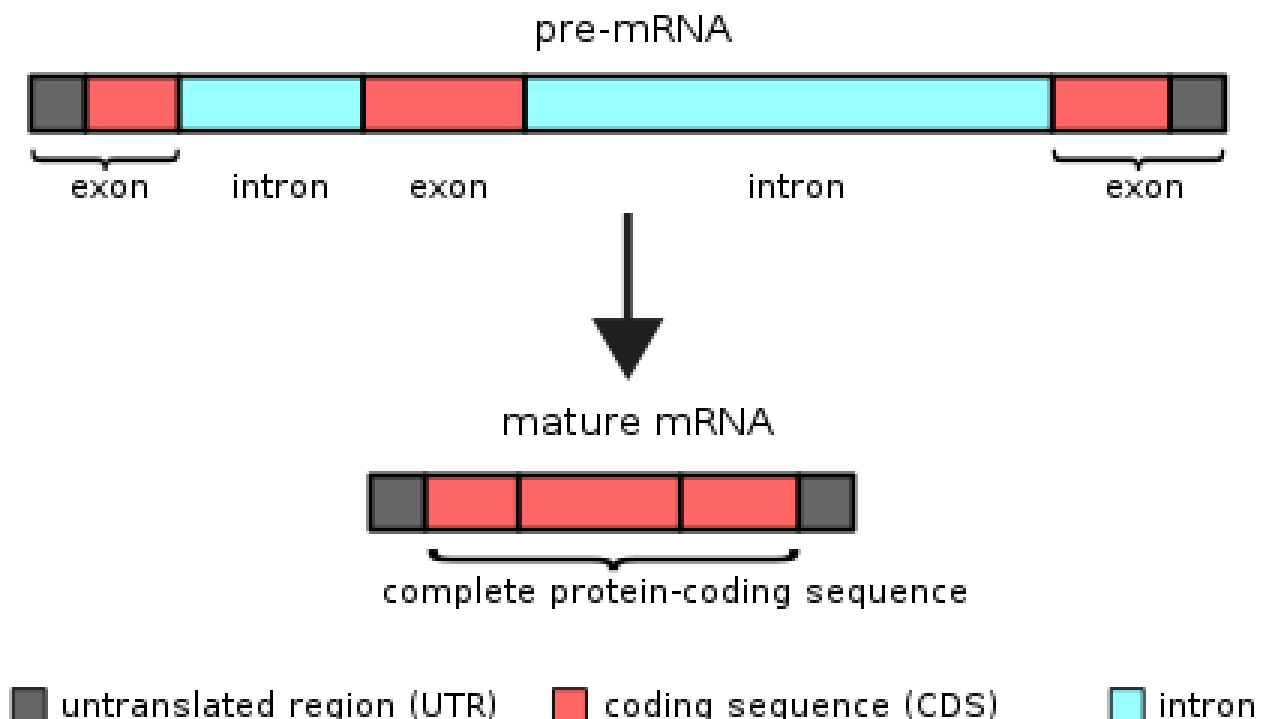 pre-mRNA
exon intron exon intron exon
mature mRNA
complete protein-coding sequence
untranslated region (UTR) coding sequence (CDS) intron